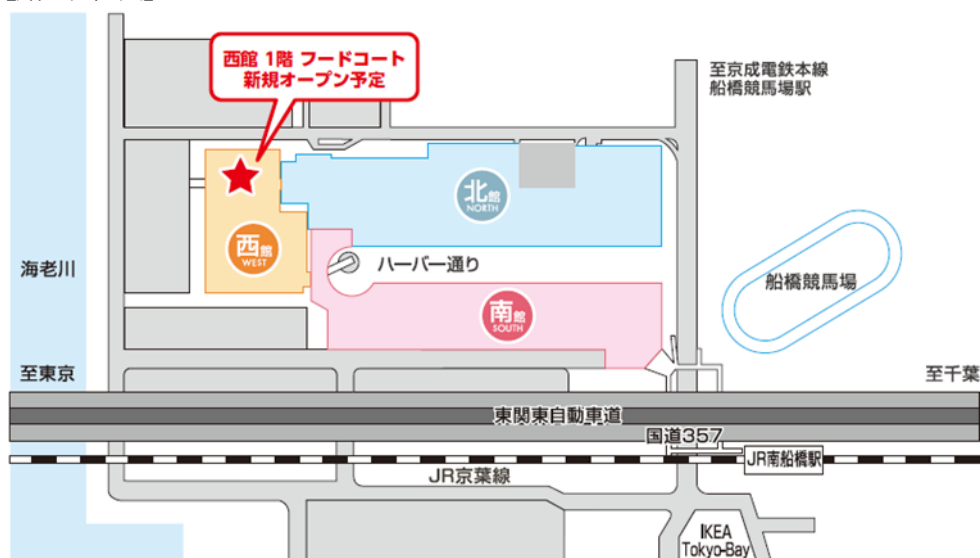 西館 1階 フードコート
新規オープン予定
至京成電鉄本線
船橋競馬場駅
北館
NORTH
西館
WEST
海老川
ハーバー通り
船橋競馬場
南館
SOUTH
至東京
至千葉
東関東自動車道
国道357
JR南船橋駅
JR京葉線
IKEA
Tokyo-Bay